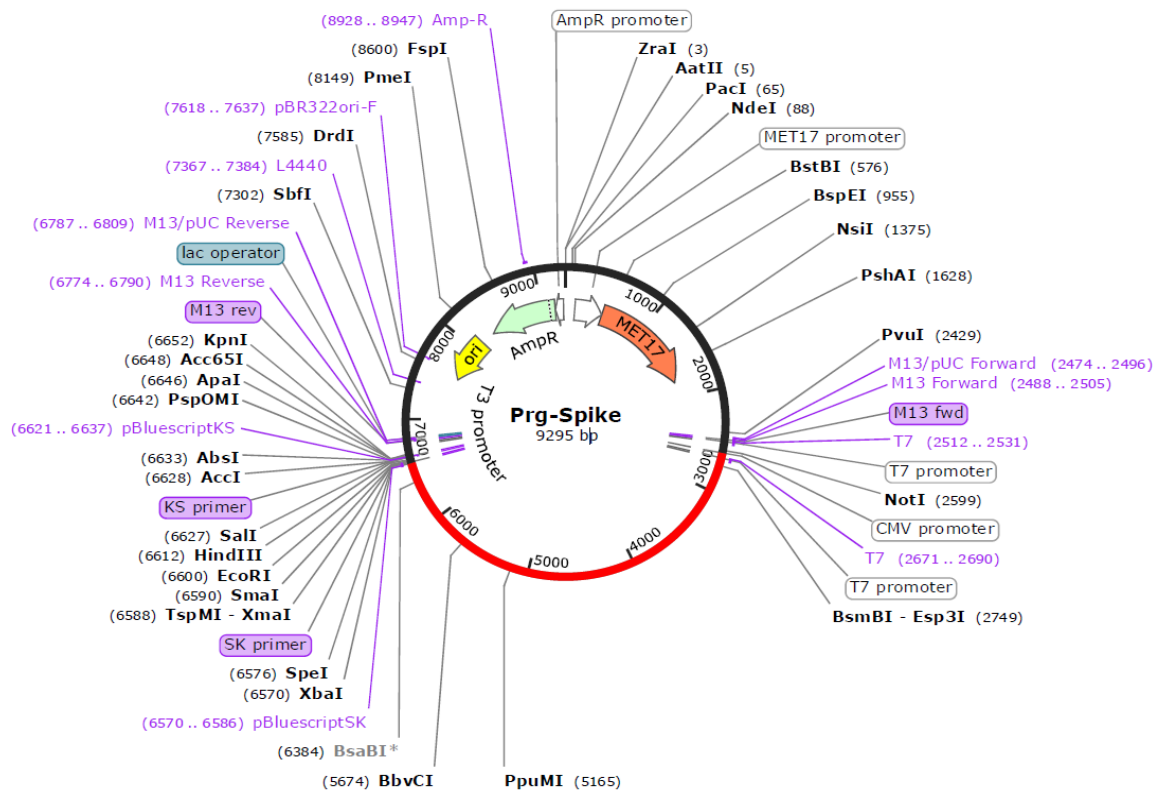 (8928 .. 8947) Amp-R
(8600) FspI
(8149) PmeI
(7618 .. 7637) pBR322ori-F
(7585) DrdI
(7367 .. 7384) L4440
(7302) SbfI
(6787 .. 6809) M13/pUC Reverse
lac operator
(6774 .. 6790) M13 Reverse
M13 rev
(6652) KpnI
(6648) Acc65I
(6646) ApaI
(6642) PspOMI
(6621 .. 6637) pBluescriptKS
(6633) AbsI
(6628) AccI
KS primer
(6627) SalI
(6612) HindIII
(6600) EcoRI
(6590) SmaI
(6588) TspMI - XmaI
SK primer
(6576) SpeI
(6570) XbaI
(6570 .. 6586) pBluescriptSK
(6384) BsaBI*
(5674) BbvCI
PpuMI (5165)
AmpR promoter
ZraI (3)
AatII (5)
PacI (65)
NdeI (88)
MET17 promoter
BstBI (576)
BspEI (955)
NsiI (1375)
PshAI (1628)
PvuI (2429)
M13/pUC Forward (2474 .. 2496)
M13 Forward (2488 .. 2505)
M13 fwd
T7 (2512 .. 2531)
T7 promoter
NotI (2599)
CMV promoter
T7 (2671 .. 2690)
T7 promoter
BsmBI - Esp3I (2749)
1000
2000
3000
4000
5000
6000
7000
8000
9000
MET17
AmpR
ori
T3 promoter
Prg-Spike
9295 bp